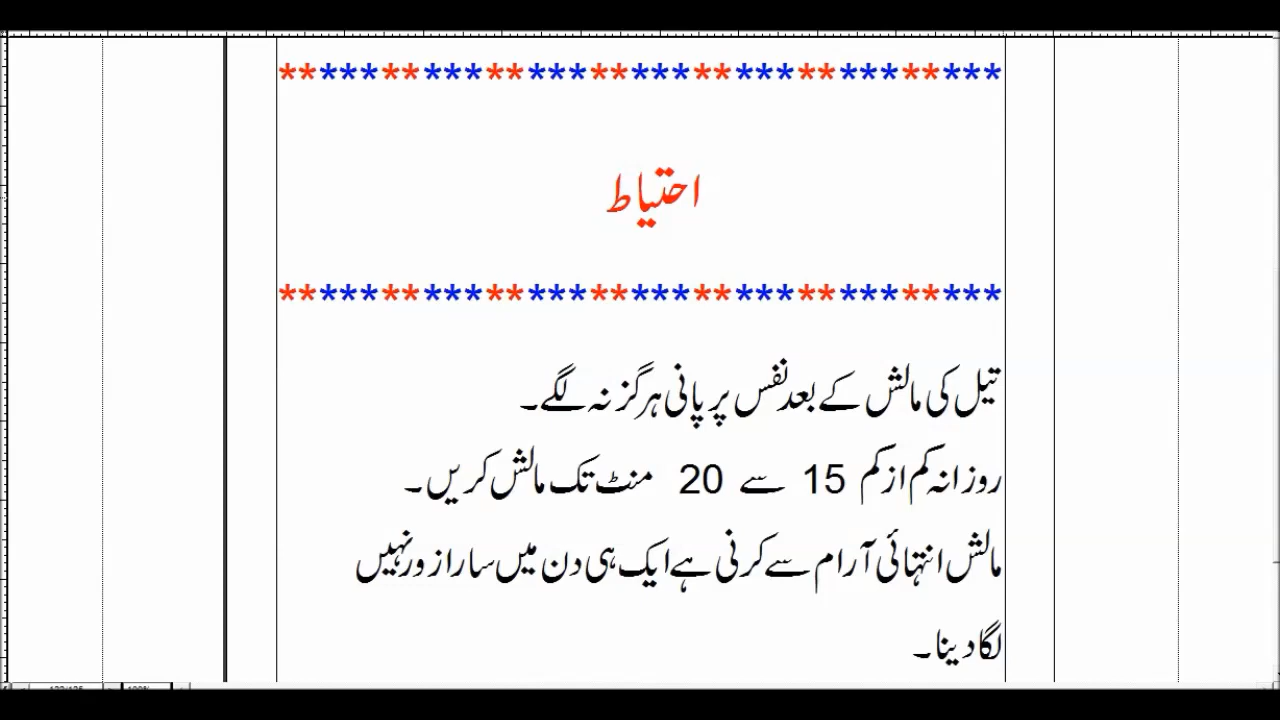 *****************************************
احتیاط
*****************************************
تیل کی مالش کے بعد نفس پر پانی ہرگز نہ لگے۔
روزانہ کم از کم 15 سے 20 منٹ تک مالش کریں۔
مالش انتہائی آرام سے کرنی ہے ایک ہی دن میں سارا زور نہیں
لگا دینا۔